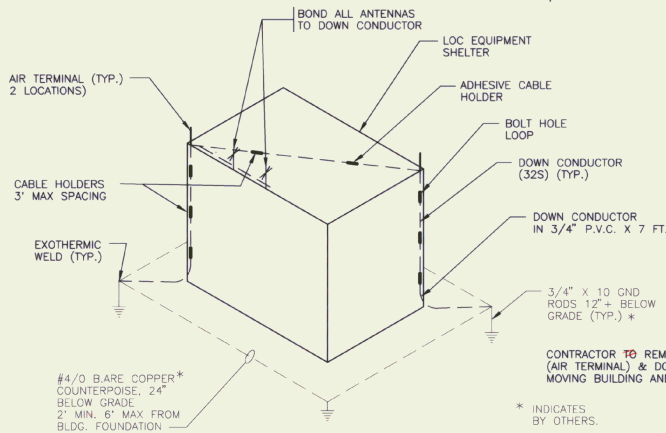 BOND ALL ANTENNAS
TO DOWN CONDUCTOR
LOC EQUIPMENT
SHELTER
AIR TERMINAL (TYP.)
2 LOCATIONS)
ADHESIVE CABLE
HOLDER
BOLT HOLE
LOOP
DOWN CONDUCTOR
(32S) (TYP.)
CABLE HOLDERS
3' MAX SPACING
DOWN CONDUCTOR
IN 3/4" P.V.C. X 7 FT.
EXOTHERMIC
WELD (TYP.)
3/4" X 10 GND
RODS 12"+ BELOW
GRADE (TYP.) *
#4/0 BARE COPPER*
COUNTERPOISE, 24"
BELOW GRADE
2' MIN. 6' MAX FROM
BLDG. FOUNDATION
CONTRACTOR TO REM
(AIR TERMINAL) & DO
MOVING BUILDING AN
* INDICATES
BY OTHERS.